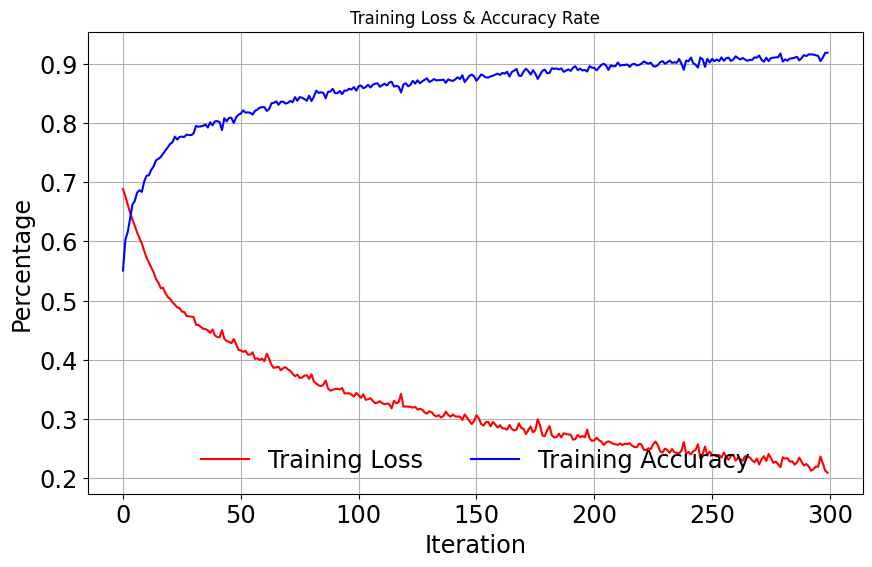 Training Loss & Accuracy Rate
Percentage
0.9
0.8
0.7
0.6
0.5
0.4
0.3
0.2
Training Loss Training Accuracy
0 50 100 150 200 250 300
Iteration